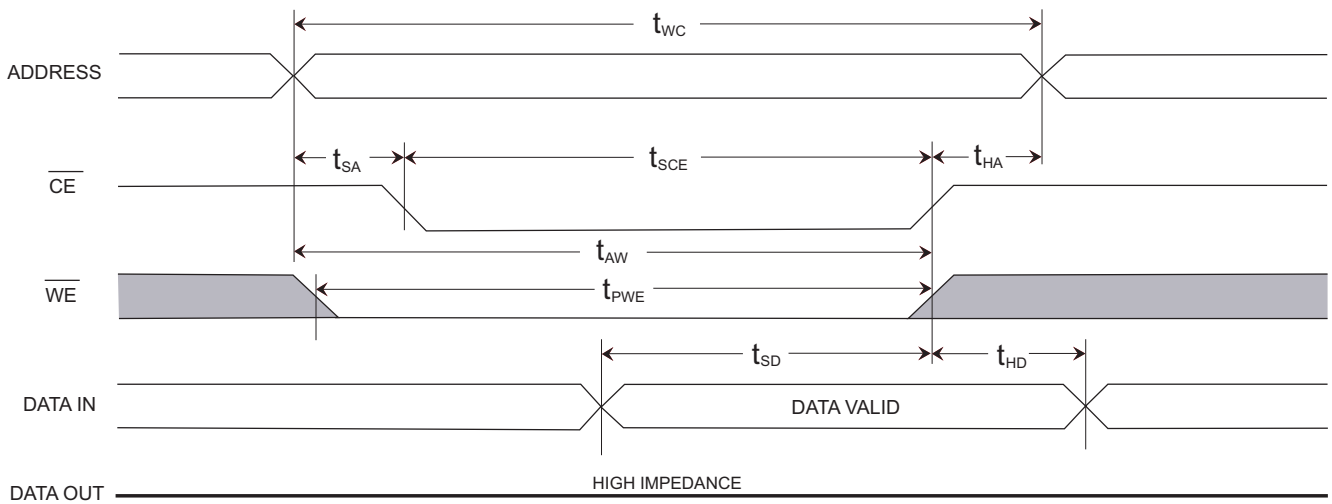 tWC
ADDRESS
tSA
tSCE
tHA
CE
tAW
WE
tPWE
tSD
tHD
DATA IN
DATA VALID
HIGH IMPEDANCE
DATA OUT